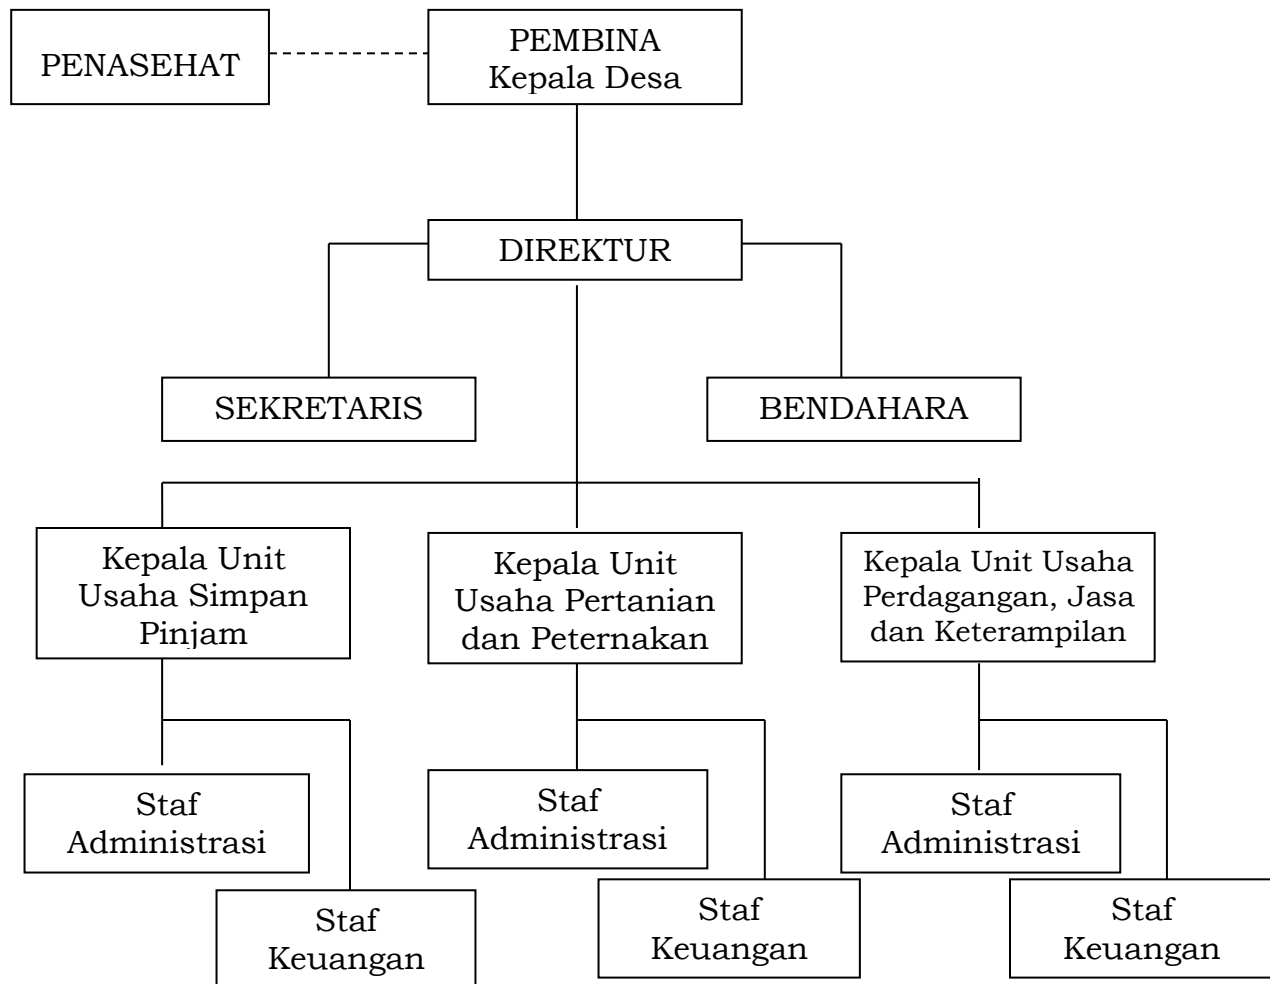 PENASEHAT
PEMBINA
Kepala Desa
DIREKTUR
SEKRETARIS
BENDAHARA
Kepala Unit
Usaha Simpan
Pinjam
Kepala Unit
Usaha Pertanian
dan Peternakan
Kepala Unit Usaha
Perdagangan, Jasa
dan Keterampilan
Staf
Administrasi
Staf
Keuangan
Staf
Administrasi
Staf
Keuangan
Staf
Administrasi
Staf
Keuangan